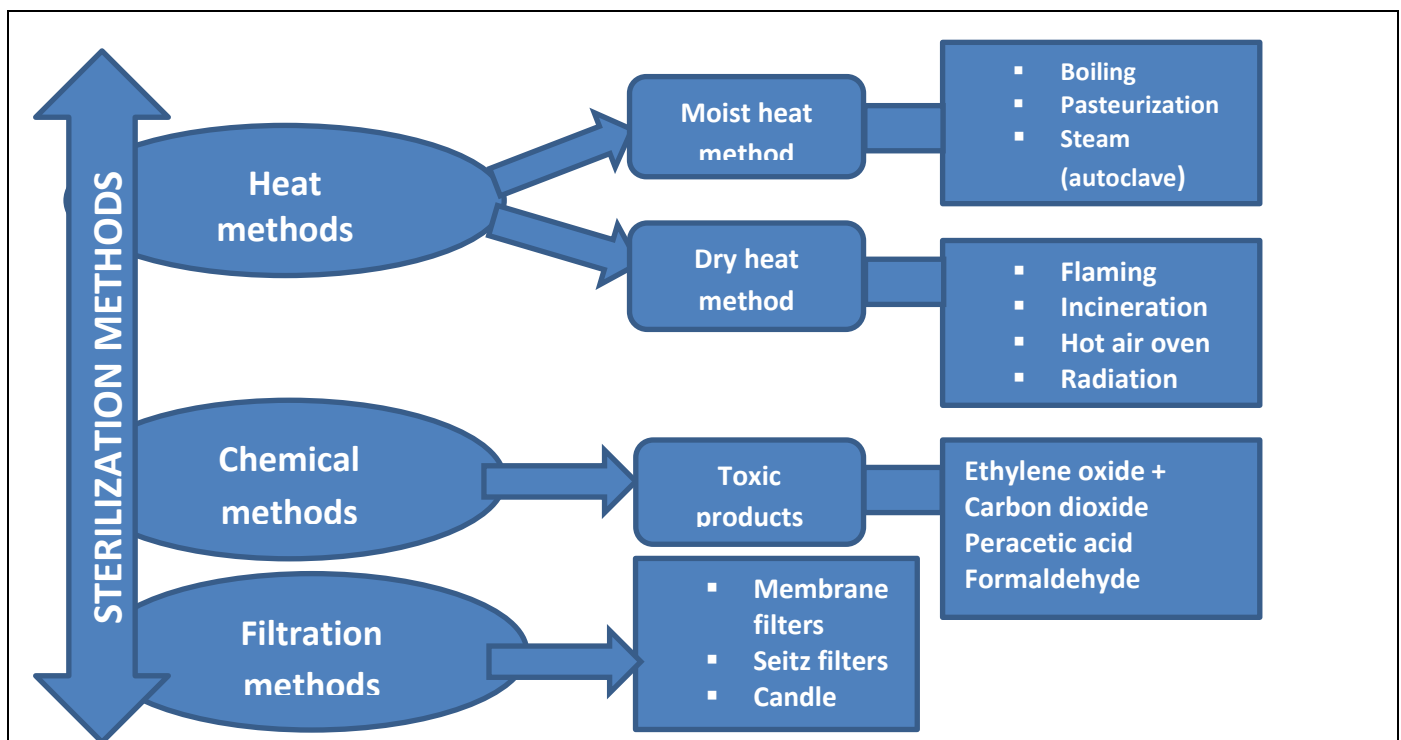 STERILIZATION METHODS
Heat
methods
Moist heat
method
▪ Boiling
▪ Pasteurization
▪ Steam
(autoclave)
Dry heat
method
▪ Flaming
▪ Incineration
▪ Hot air oven
▪ Radiation
Chemical
methods
Toxic
products
Ethylene oxide +
Carbon dioxide
Peracetic acid
Formaldehyde
Filtration
methods
▪ Membrane
filters
▪ Seitz filters
▪ Candle